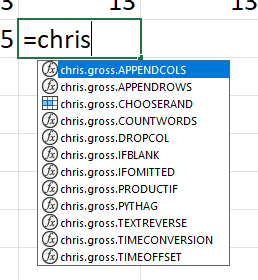 13
13
5 =chris
chris.gross.APPENDCOLS
chris.gross.APPENDROWS
chris.gross.CHOOSERAND
chris.gross.COUNTWORDS
chris.gross.DROPCOL
chris.gross.IFBLANK
chris.gross.IFOMITTED
chris.gross.PRODUCTIF
chris.gross.PYTHAG
chris.gross.TEXTREVERSE
chris.gross.TIMECONVERSION
chris.gross.TIMEOFFSET